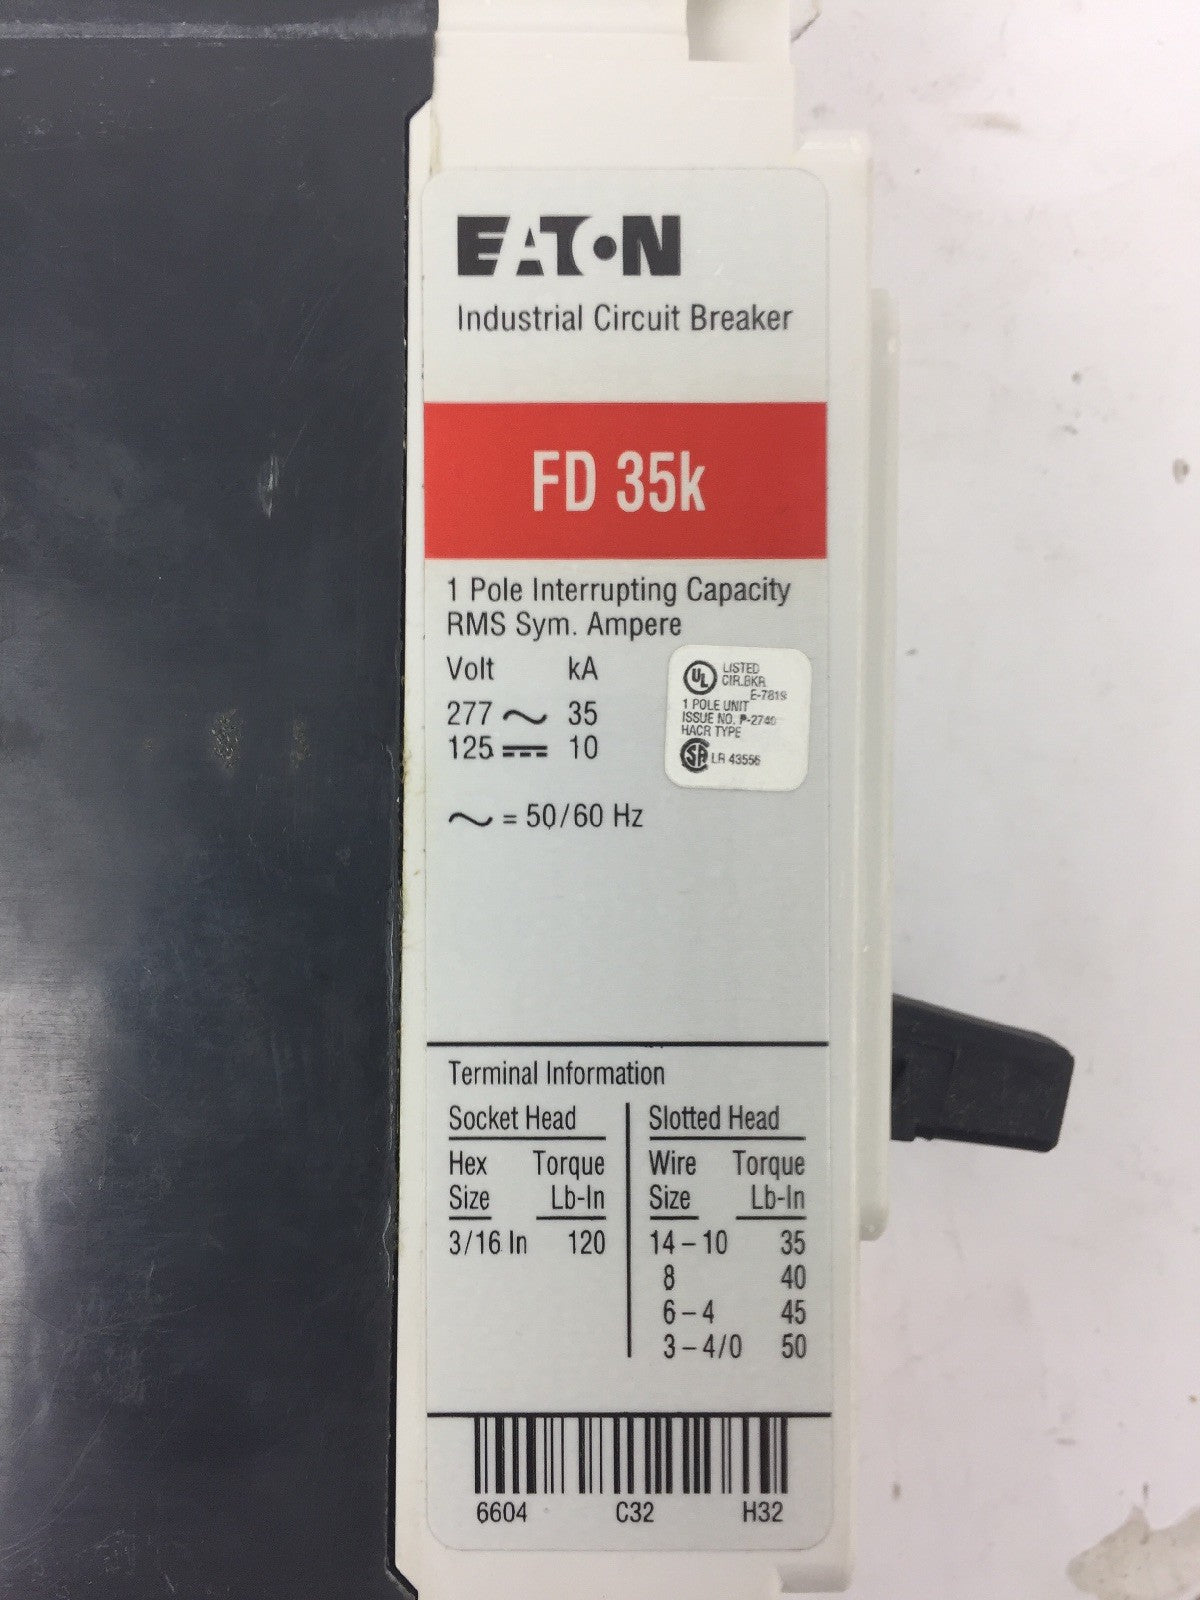 EATON
Industrial Circuit Breaker
FD 35k
1 Pole Interrupting Capacity
RMS Sym. Ampere
Volt kA
277 ~ 35
125 ⎓ 10
~ = 50/60 Hz
UL LISTED
CIR.BKR
E-7819
1 POLE UNIT
ISSUE NO. P-2740
HACR TYPE
SA LR 43556
Terminal Information
Socket Head Slotted Head
Hex Torque Wire Torque
Size Lb-In Size Lb-In
3/16 In 120 14-10 35
8 40
6-4 45
3-4/0 50
6604 C32 H32